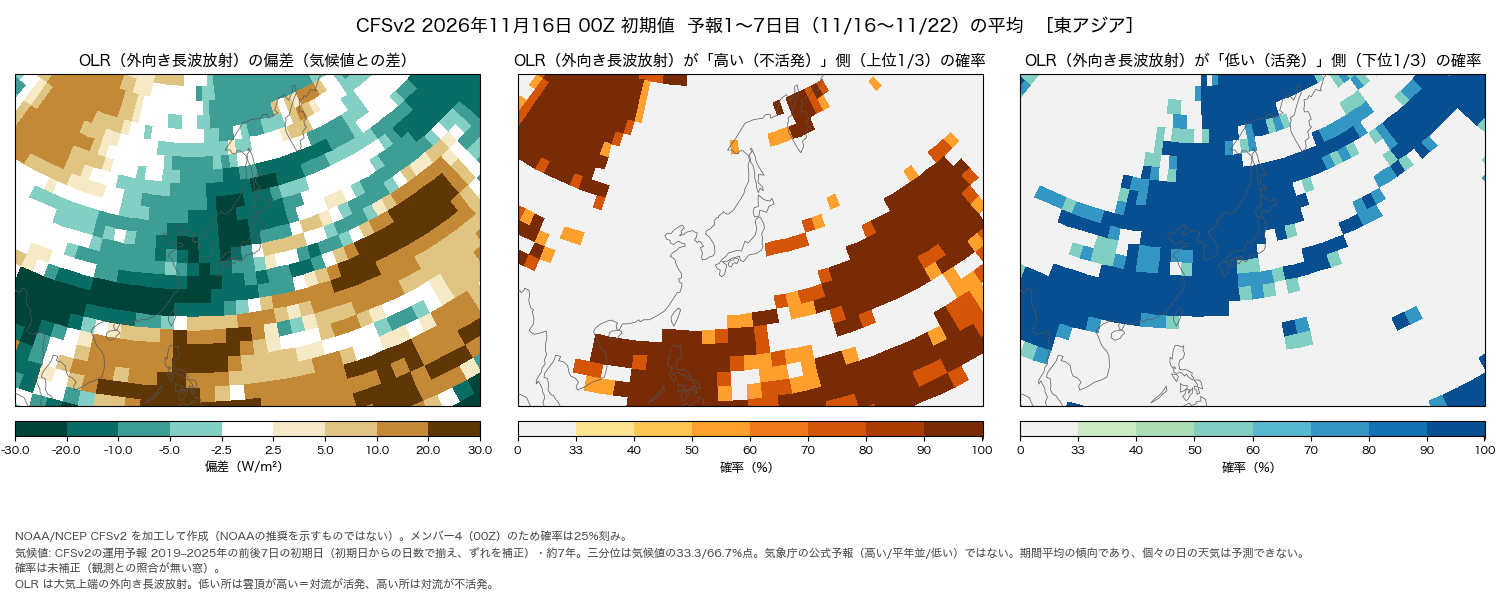 CFSv2 2026年11月16日 00Z 初期値 予報1〜7日目（11/16〜11/22）の平均 ［東アジア］
OLR（外向き長波放射）の偏差（気候値との差）
OLR（外向き長波放射）が「高い（不活発）」側（上位1/3）の確率
OLR（外向き長波放射）が「低い（活発）」側（下位1/3）の確率
-30.0 -20.0 -10.0 -5.0 -2.5 2.5 5.0 10.0 20.0 30.0
偏差（W/m²）
0 33 40 50 60 70 80 90 100
確率（%）
0 33 40 50 60 70 80 90 100
確率（%）
NOAA/NCEP CFSv2 を加工して作成（NOAAの推奨を示すものではない）。メンバー4（00Z）のため確率は25%刻み。
気候値: CFSv2の運用予報 2019–2025年の前後7日の初期日（初期日からの日数で揃え、ずれを補正）・約7年。三分位は気候値の33.3/66.7%点。気象庁の公式予報（高い/平年並/低い）ではない。期間平均の傾向であり、個々の日の天気は予測できない。
確率は未補正（観測との照合が無い窓）。
OLR は大気上端の外向き長波放射。低い所は雲頂が高い＝対流が活発、高い所は対流が不活発。